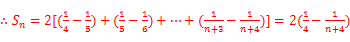 ∴ Sₙ = 2[(1/4 − 1/5) + (1/5 − 1/6) + ⋯ + (1/(n+3) − 1/(n+4))] = 2(1/4 − 1/(n+4))